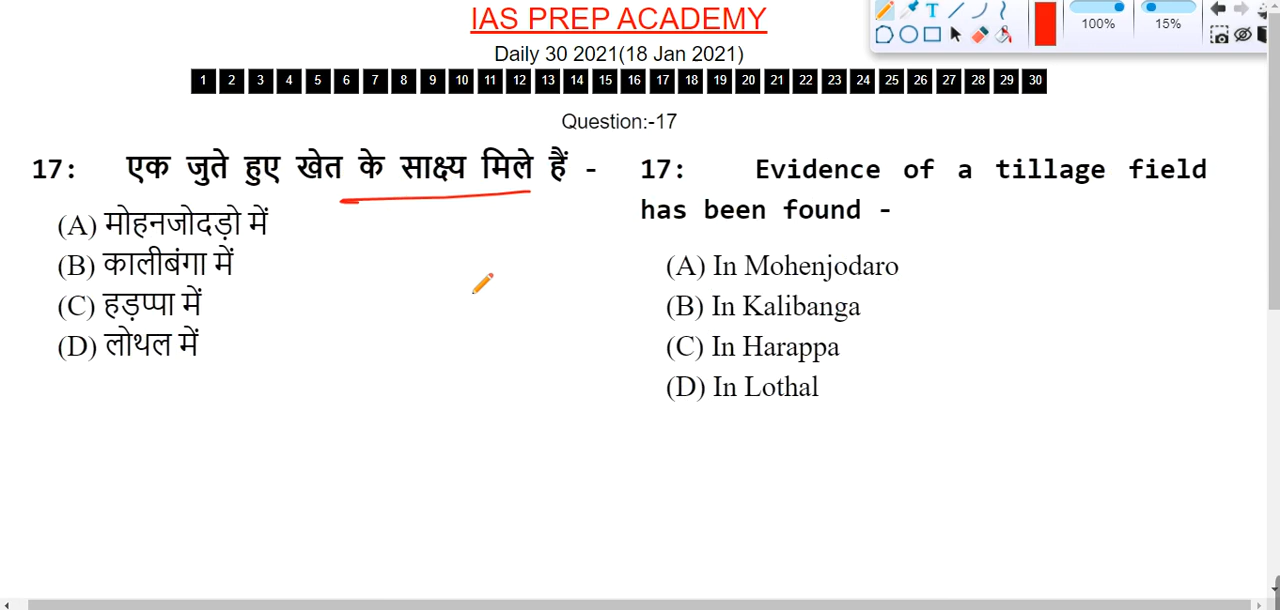 IAS PREP ACADEMY
Daily 30 2021(18 Jan 2021)
1 2 3 4 5 6 7 8 9 10 11 12 13 14 15 16 17 18 19 20 21 22 23 24 25 26 27 28 29 30
Question:-17
17: एक जुते हुए खेत के साक्ष्य मिले हैं -
(A) मोहनजोदड़ो में
(B) कालीबंगा में
(C) हड़प्पा में
(D) लोथल में
17: Evidence of a tillage field
has been found -
(A) In Mohenjodaro
(B) In Kalibanga
(C) In Harappa
(D) In Lothal
T
100%
15%